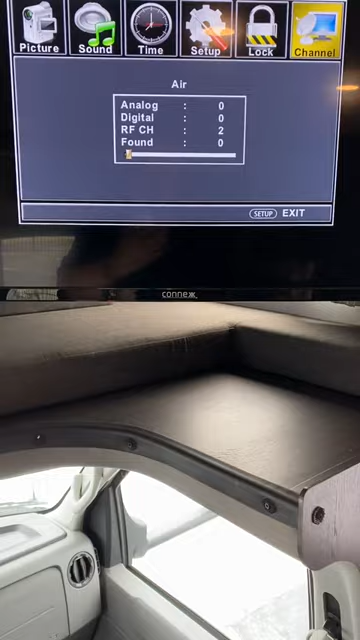 Picture Sound Time Setup Lock Channel
Air
Analog : 0
Digital : 0
RF CH : 2
Found : 0
SETUP EXIT
connex